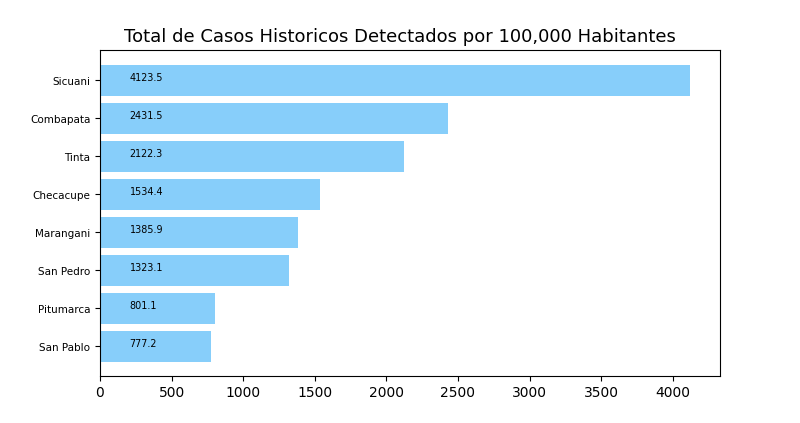 Total de Casos Historicos Detectados por 100,000 Habitantes
Sicuani 4123.5
Combapata 2431.5
Tinta 2122.3
Checacupe 1534.4
Marangani 1385.9
San Pedro 1323.1
Pitumarca 801.1
San Pablo 777.2
0 500 1000 1500 2000 2500 3000 3500 4000